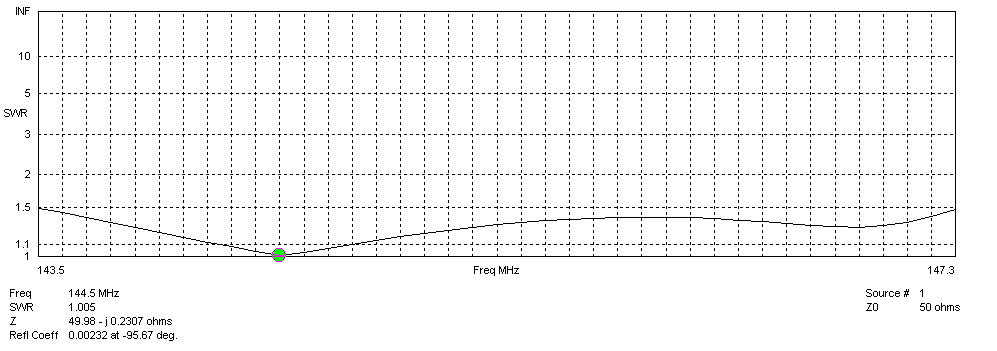 INF
10
5
SWR
3
2
1.5
1.1
1
143.5 Freq MHz 147.3
Freq 144.5 MHz Source # 1
SWR 1.005 Z0 50 ohms
Z 49.98 - j 0.2307 ohms
Refl Coeff 0.00232 at -95.67 deg.